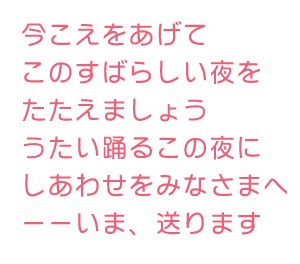 今こえをあげて
このすばらしい夜を
たたえましょう
うたい踊るこの夜に
しあわせをみなさまへ
ーーいま、送ります